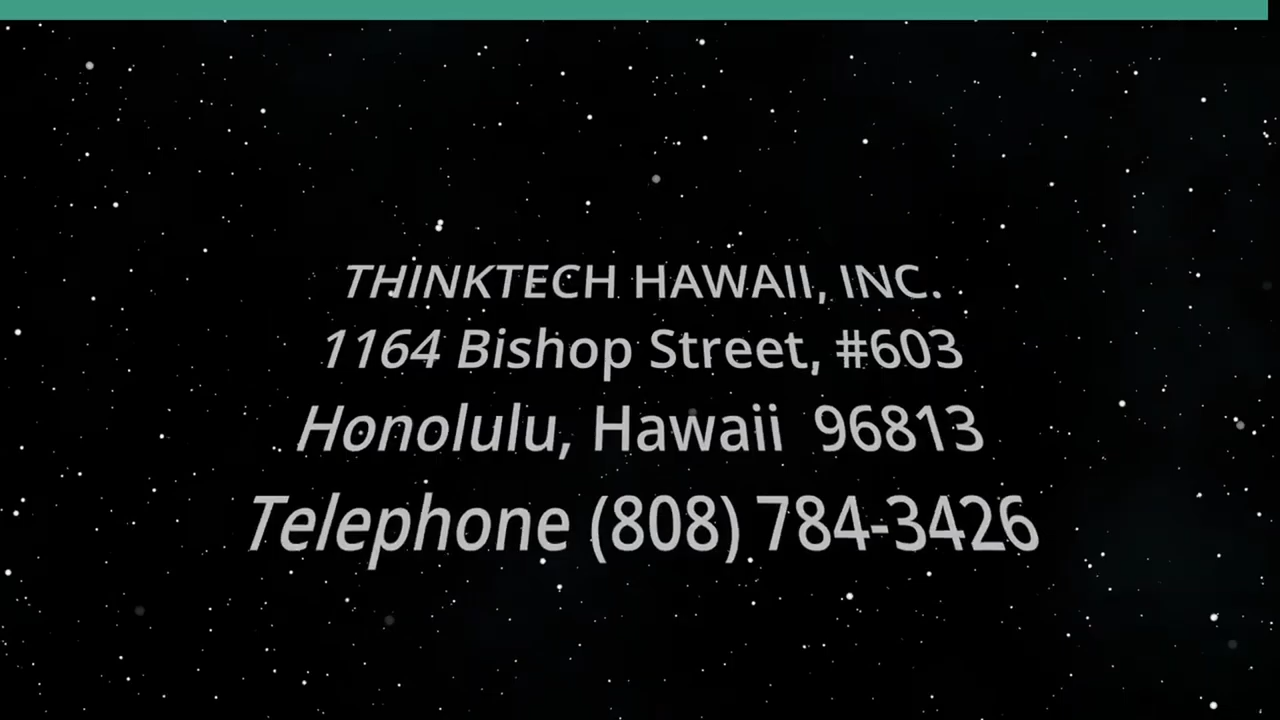 THINKTECH HAWAII, INC.
1164 Bishop Street, #603
Honolulu, Hawaii 96813
Telephone (808) 784-3426